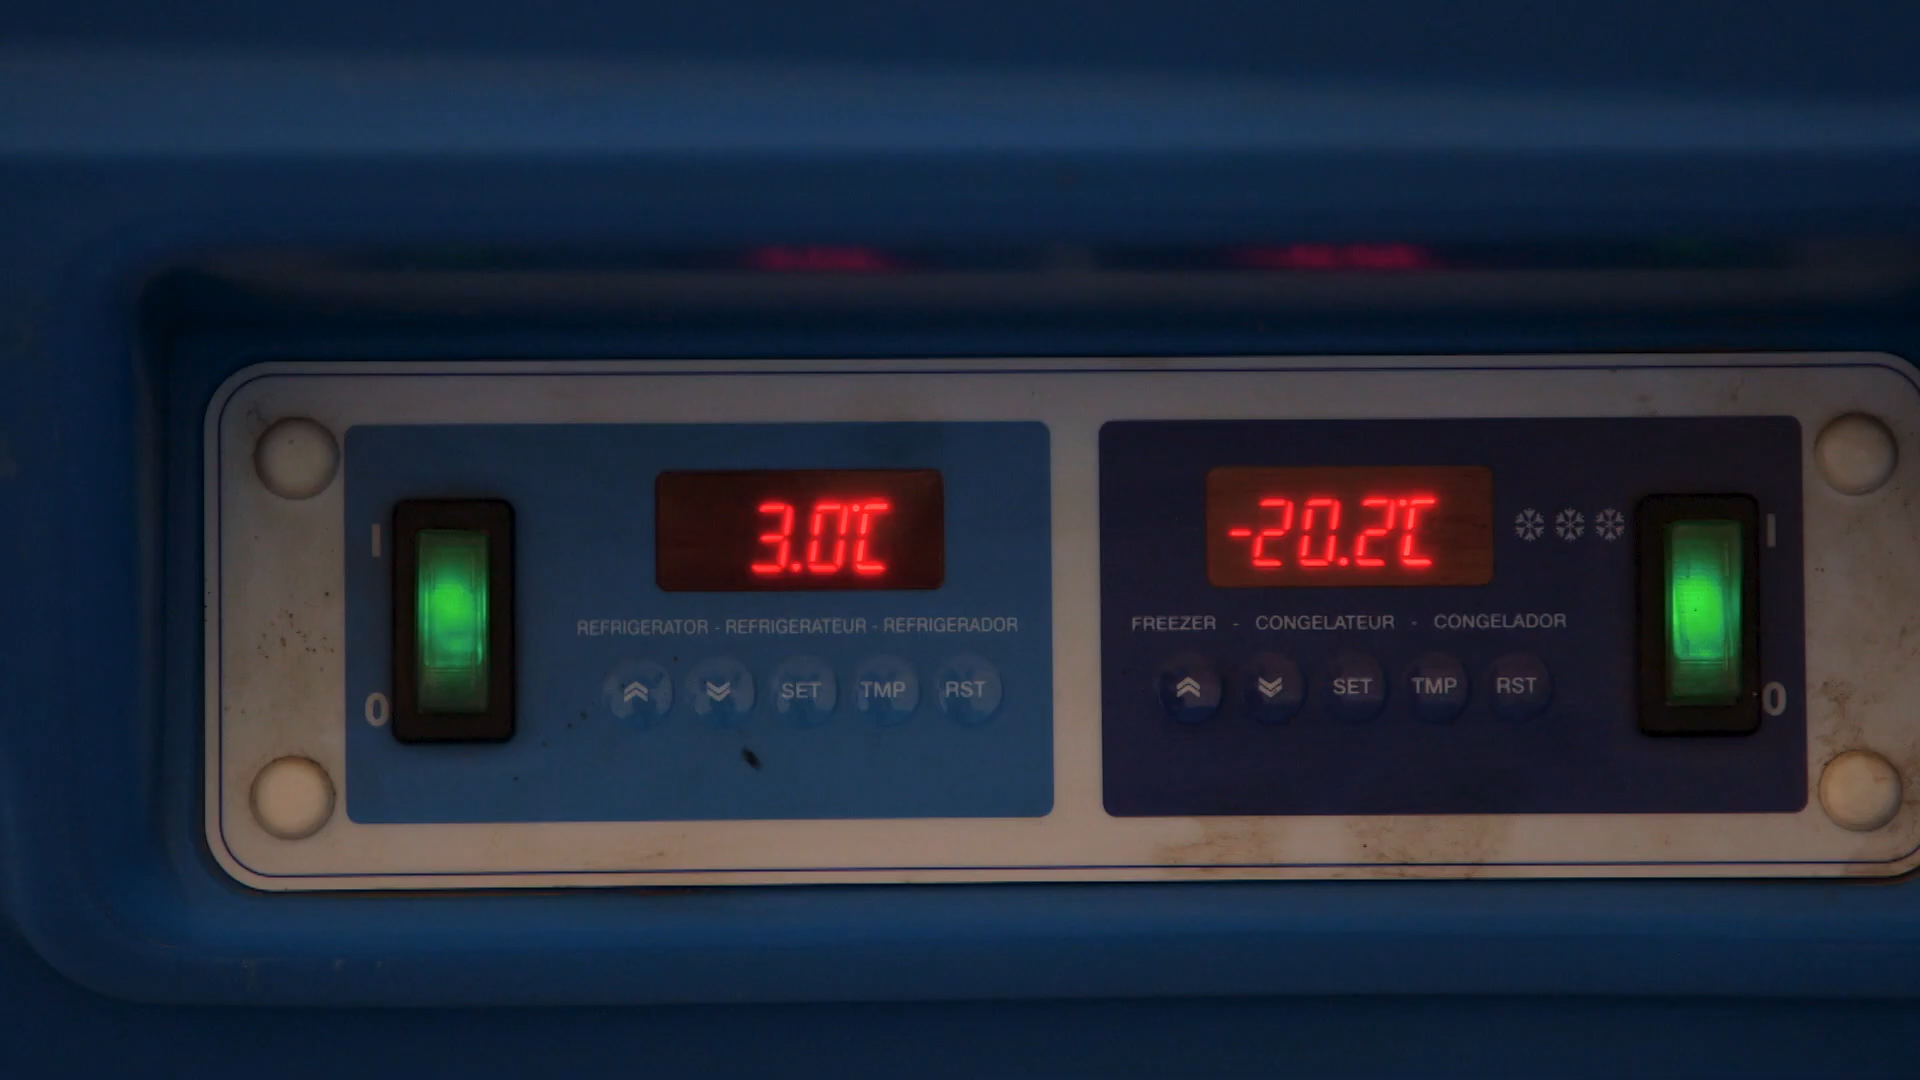 I
3.0°C
REFRIGERATOR - REFRIGERATEUR - REFRIGERADOR
SET TMP RST
0
-20.2°C
I
FREEZER - CONGELATEUR - CONGELADOR
SET TMP RST
0